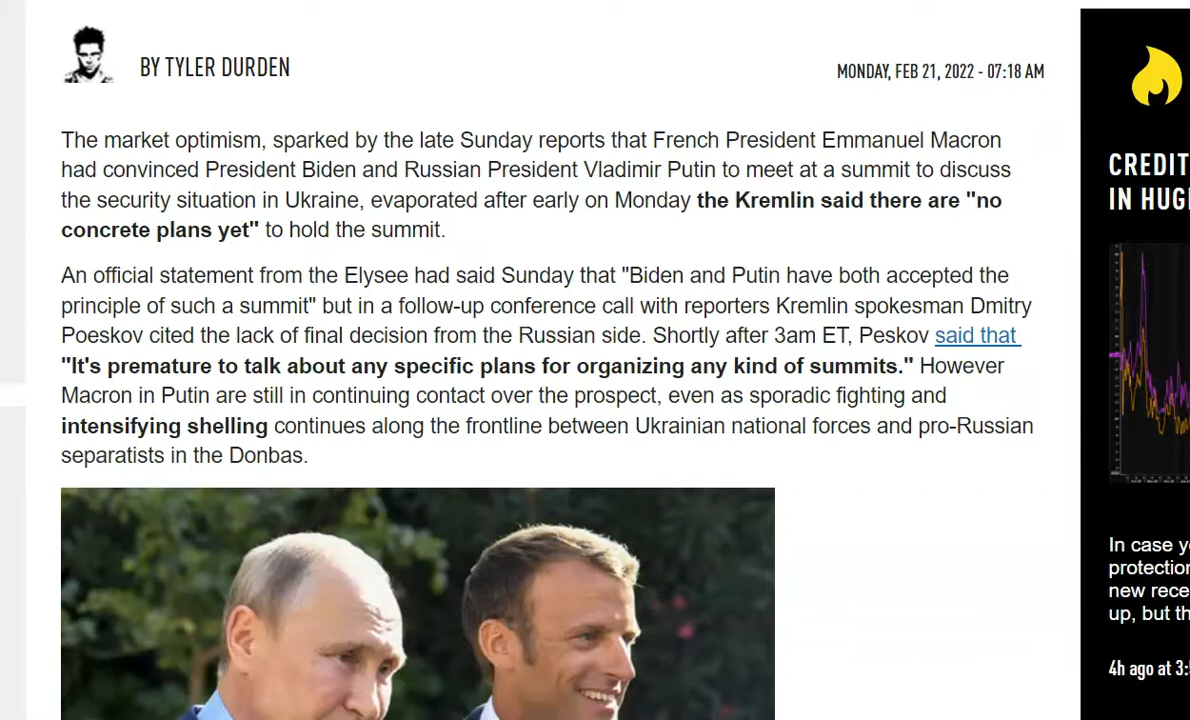 BY TYLER DURDEN
MONDAY, FEB 21, 2022 - 07:18 AM
The market optimism, sparked by the late Sunday reports that French President Emmanuel Macron
had convinced President Biden and Russian President Vladimir Putin to meet at a summit to discuss
the security situation in Ukraine, evaporated after early on Monday the Kremlin said there are "no
concrete plans yet" to hold the summit.
An official statement from the Elysee had said Sunday that "Biden and Putin have both accepted the
principle of such a summit" but in a follow-up conference call with reporters Kremlin spokesman Dmitry
Poeskov cited the lack of final decision from the Russian side. Shortly after 3am ET, Peskov said that
"It's premature to talk about any specific plans for organizing any kind of summits." However
Macron in Putin are still in continuing contact over the prospect, even as sporadic fighting and
intensifying shelling continues along the frontline between Ukrainian national forces and pro-Russian
separatists in the Donbas.
CREDIT
IN HUG
In case y
protection
new rece
up, but th
4h ago at 3: